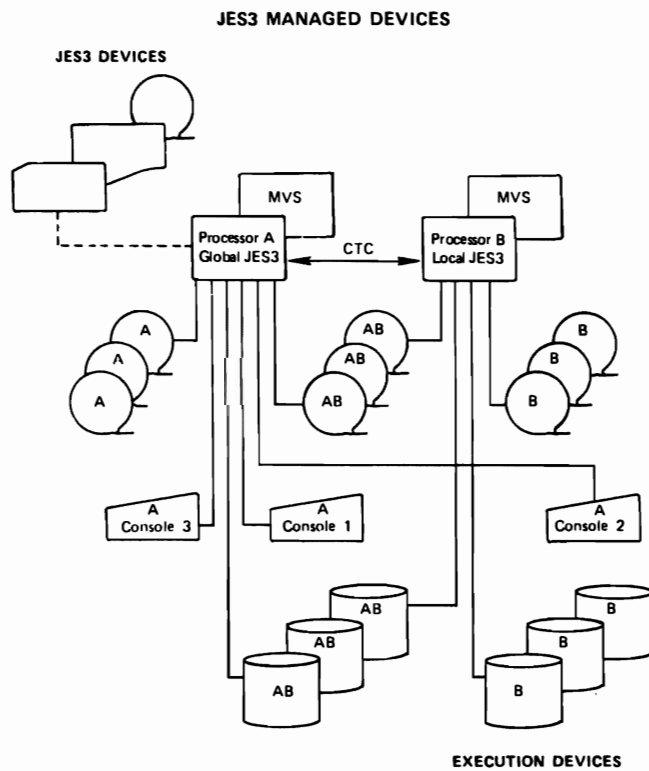 JES3 MANAGED DEVICES
JES3 DEVICES
MVS
MVS
Processor A
Global JES3
CTC
Processor B
Local JES3
A
A
A
AB
AB
AB
B
B
B
A
Console 3
A
Console 1
A
Console 2
AB
AB
AB
B
B
B
EXECUTION DEVICES